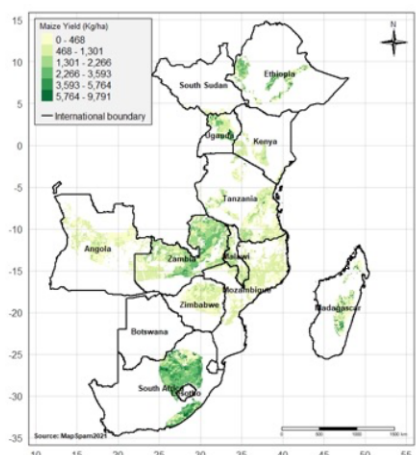 Maize Yield (Kg/ha)
0 - 468
468 - 1,301
1,301 - 2,266
2,266 - 3,593
3,593 - 5,764
5,764 - 9,791
International boundary
N
15
10
5
0
-5
-10
-15
-20
-25
-30
-35
Ethiopia
South Sudan
Uganda
Kenya
Tanzania
Angola
Zambia
Malawi
Mozambique
Zimbabwe
Madagascar
Botswana
South Africa
Lesotho
Source: MapSpam2021
10 15 20 25 30 35 40 45 50 55